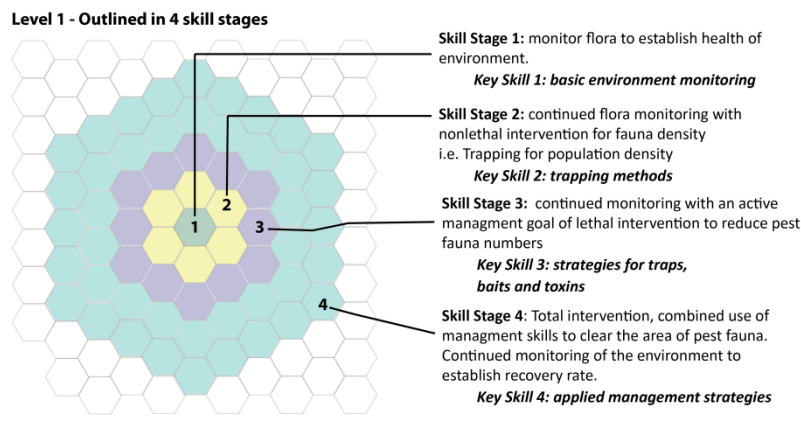 Level 1 - Outlined in 4 skill stages
Skill Stage 1: monitor flora to establish health of
environment.
Key Skill 1: basic environment monitoring
Skill Stage 2: continued flora monitoring with
nonlethal intervention for fauna density
i.e. Trapping for population density
Key Skill 2: trapping methods
Skill Stage 3: continued monitoring with an active
managment goal of lethal intervention to reduce pest
fauna numbers
Key Skill 3: strategies for traps,
baits and toxins
Skill Stage 4: Total intervention, combined use of
managment skills to clear the area of pest fauna.
Continued monitoring of the environment to
establish recovery rate.
Key Skill 4: applied management strategies
2
1
3
4